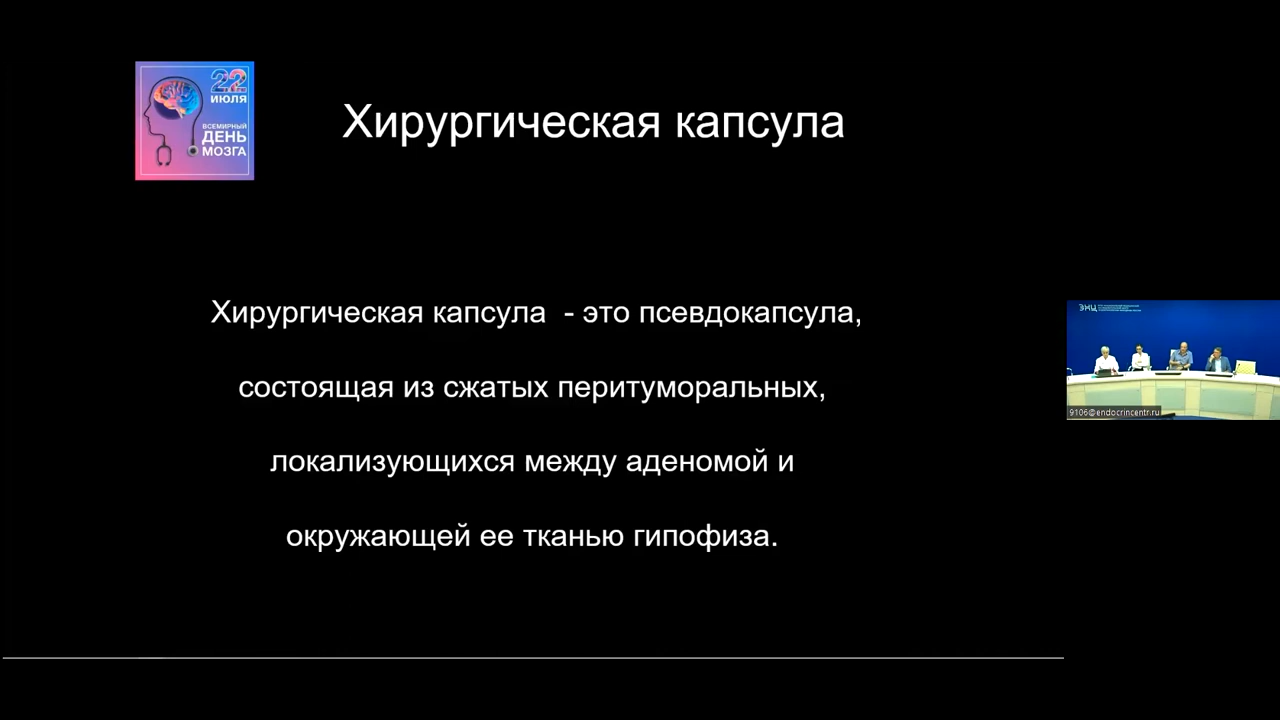 22
ИЮЛЯ
ВСЕМИРНЫЙ
ДЕНЬ
МОЗГА
Хирургическая капсула
Хирургическая капсула - это псевдокапсула,
состоящая из сжатых перитуморальных,
локализующихся между аденомой и
окружающей ее тканью гипофиза.
ЭНЦ
9106@endocrincentr.ru